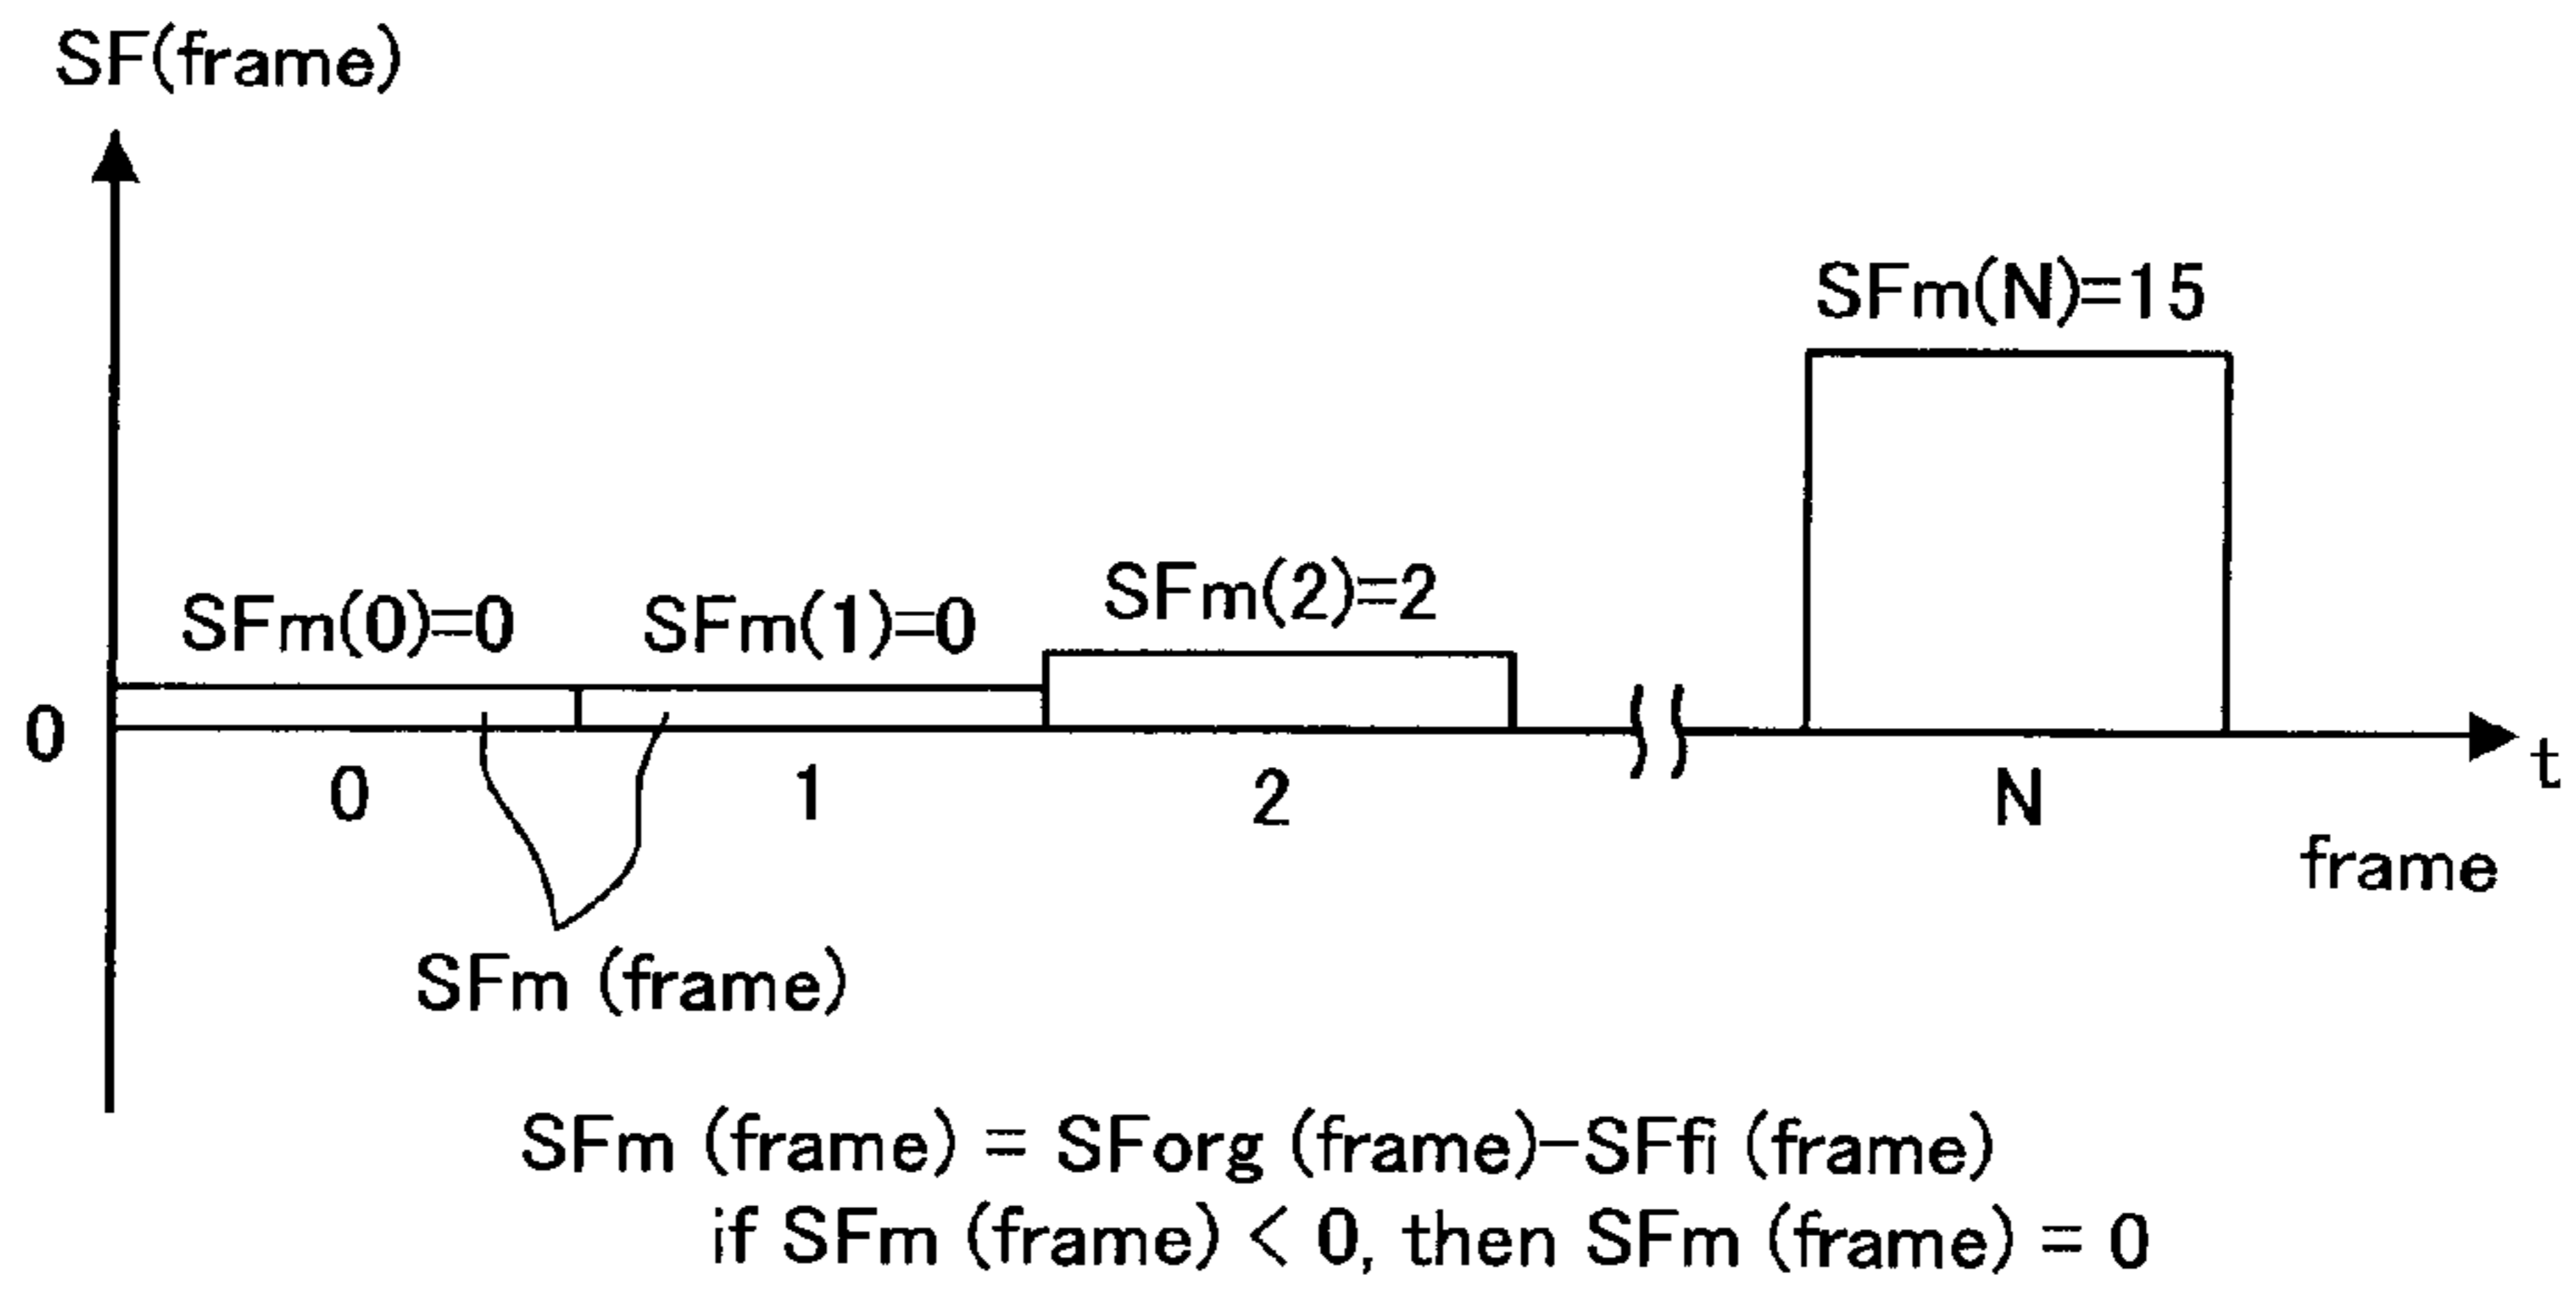 SF(frame)
SFm(N)=15
SFm(0)=0
SFm(1)=0
SFm(2)=2
0
0
1
2
N
t
frame
SFm (frame)
SFm (frame) = SForg (frame)-SFfi (frame)
if SFm (frame) < 0, then SFm (frame) = 0